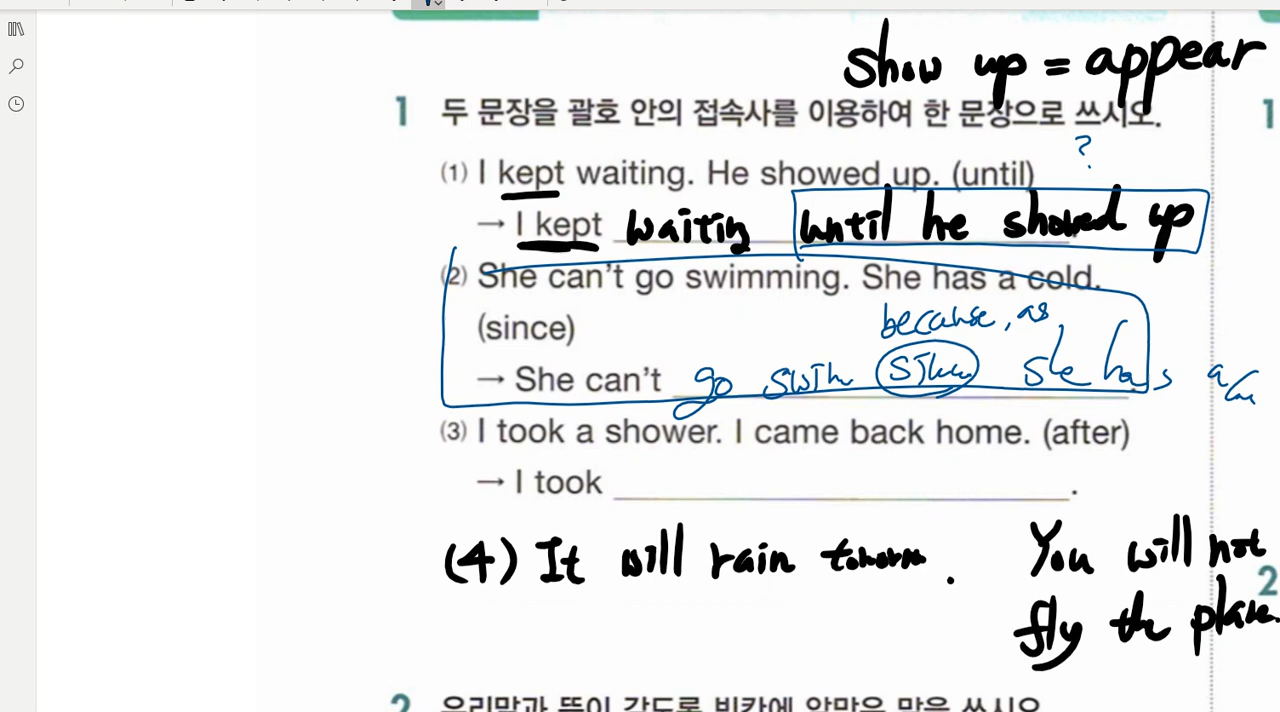 show up = appear
1 두 문장을 괄호 안의 접속사를 이용하여 한 문장으로 쓰시오.
?
(1) I kept waiting. He showed up. (until)
→ I kept waiting until he showed up
(2) She can't go swimming. She has a cold.
(since)
because, as
→ She can't go swim since she has a
(3) I took a shower. I came back home. (after)
→ I took .
(4) It will rain . You will not
fly the plane.
2
1